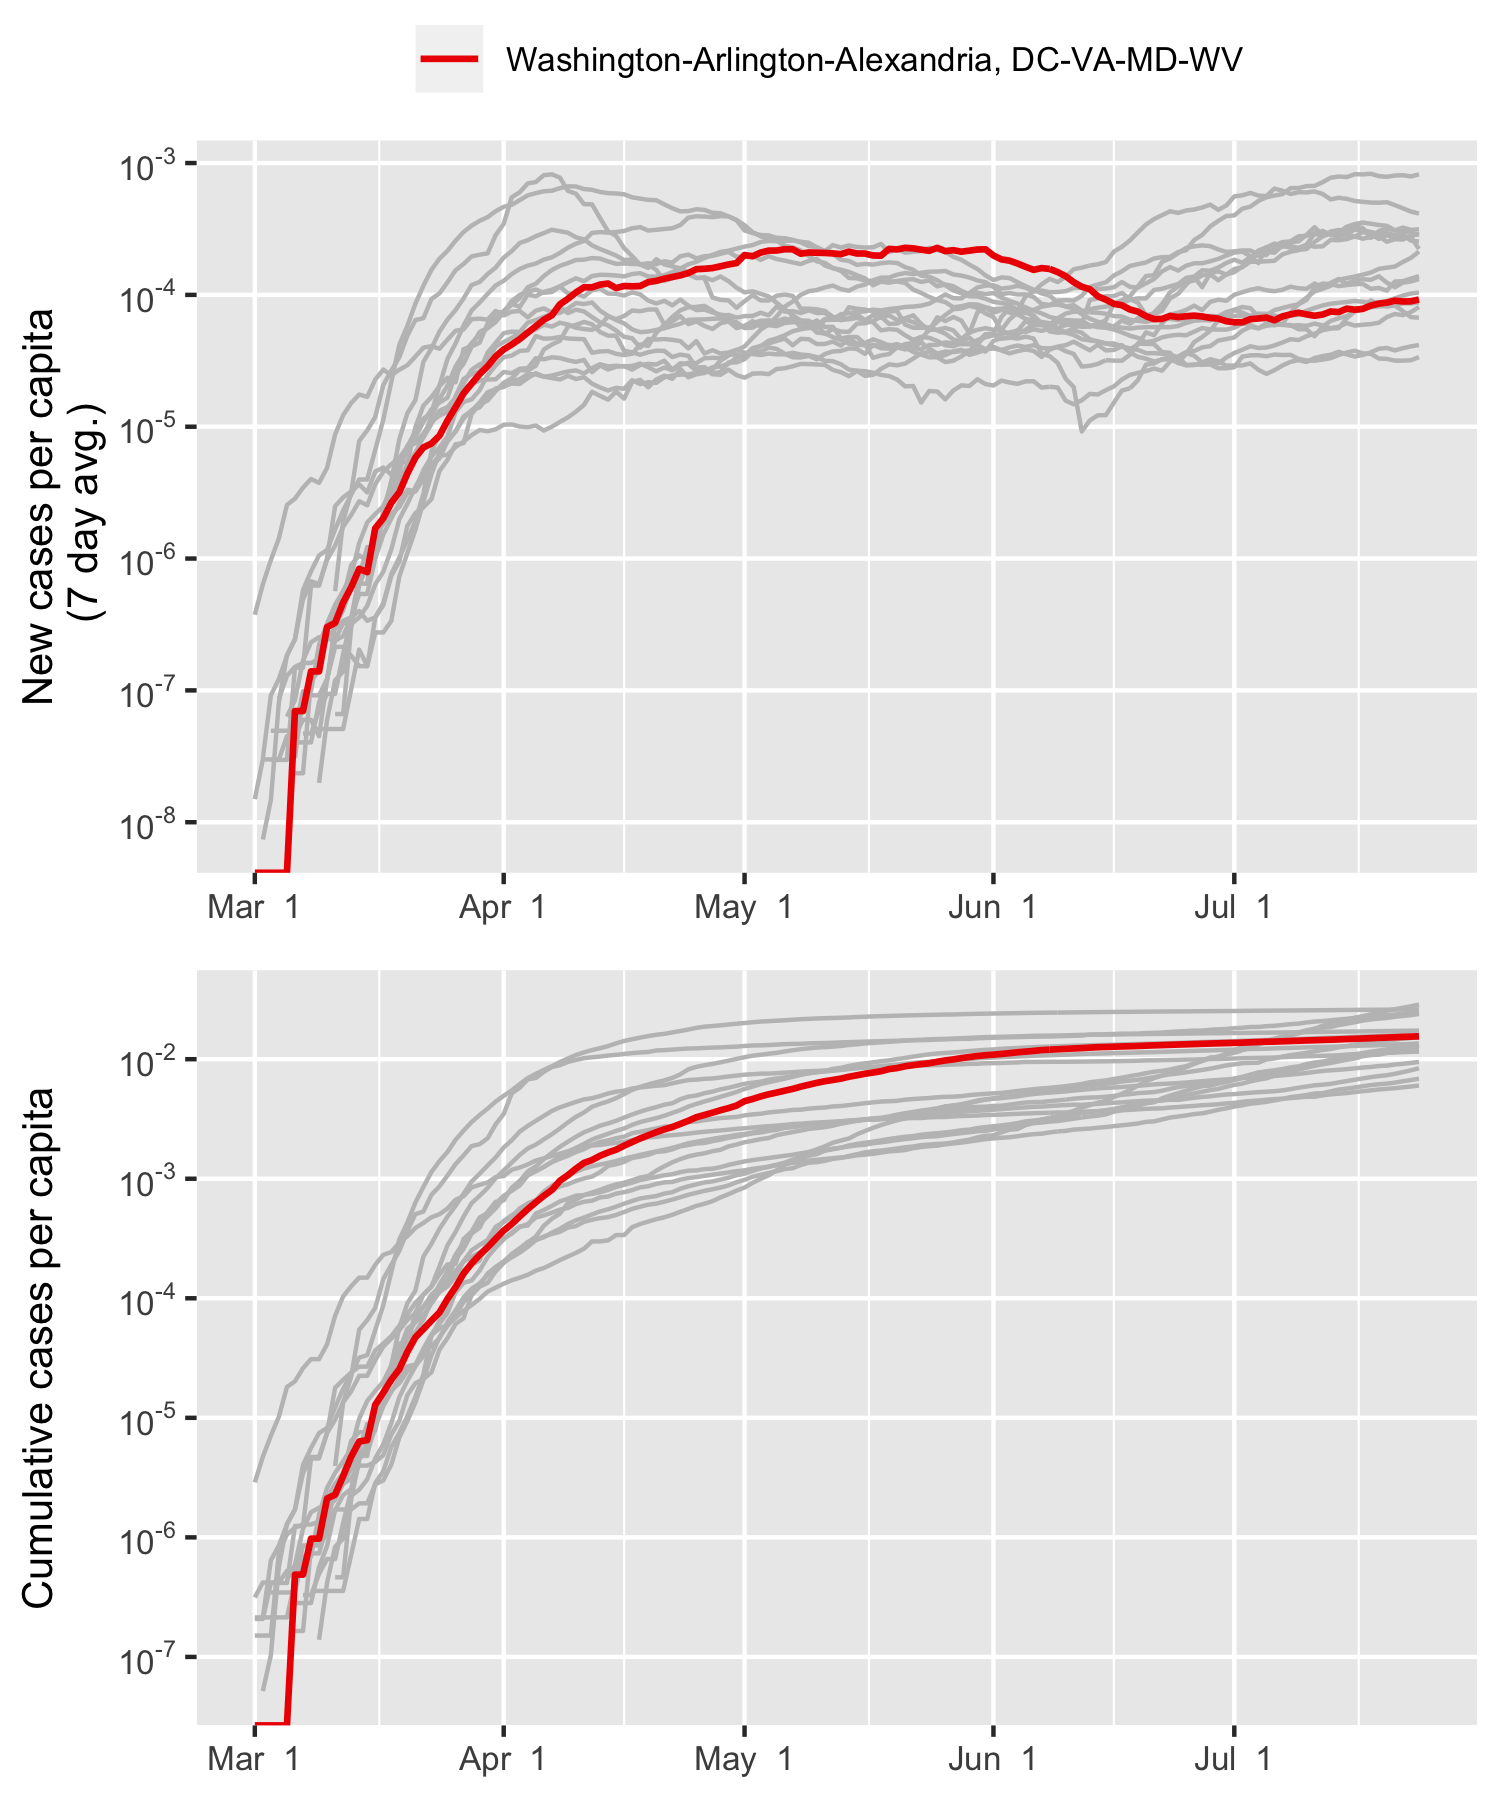 Washington-Arlington-Alexandria, DC-VA-MD-WV
New cases per capita
(7 day avg.)
10⁻³
10⁻⁴
10⁻⁵
10⁻⁶
10⁻⁷
10⁻⁸
Mar 1 Apr 1 May 1 Jun 1 Jul 1
Cumulative cases per capita
10⁻²
10⁻³
10⁻⁴
10⁻⁵
10⁻⁶
10⁻⁷
Mar 1 Apr 1 May 1 Jun 1 Jul 1